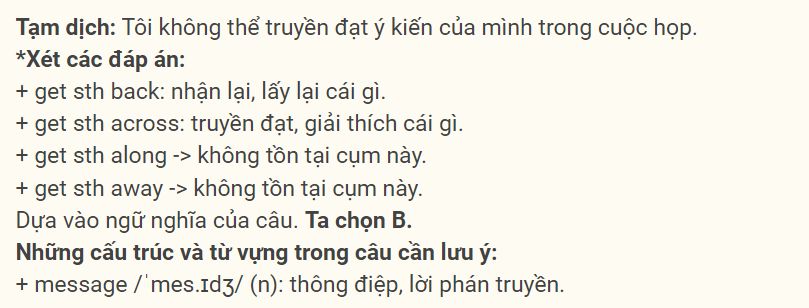 Tạm dịch: Tôi không thể truyền đạt ý kiến của mình trong cuộc họp.
*Xét các đáp án:
+ get sth back: nhận lại, lấy lại cái gì.
+ get sth across: truyền đạt, giải thích cái gì.
+ get sth along -> không tồn tại cụm này.
+ get sth away -> không tồn tại cụm này.
Dựa vào ngữ nghĩa của câu. Ta chọn B.
Những cấu trúc và từ vựng trong câu cần lưu ý:
+ message /ˈmes.ɪdʒ/ (n): thông điệp, lời phán truyền.